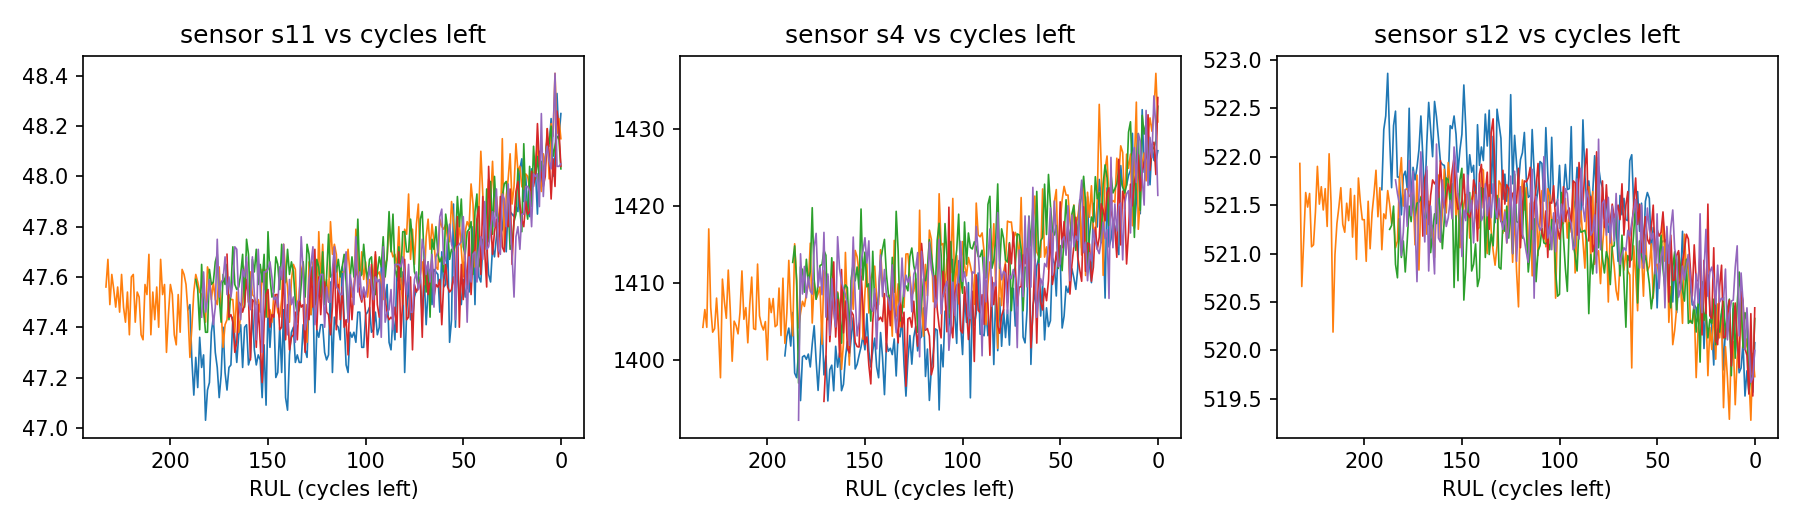 sensor s11 vs cycles left
48.4
48.2
48.0
47.8
47.6
47.4
47.2
47.0
200 150 100 50 0
RUL (cycles left)
sensor s4 vs cycles left
1430
1420
1410
1400
200 150 100 50 0
RUL (cycles left)
sensor s12 vs cycles left
523.0
522.5
522.0
521.5
521.0
520.5
520.0
519.5
200 150 100 50 0
RUL (cycles left)